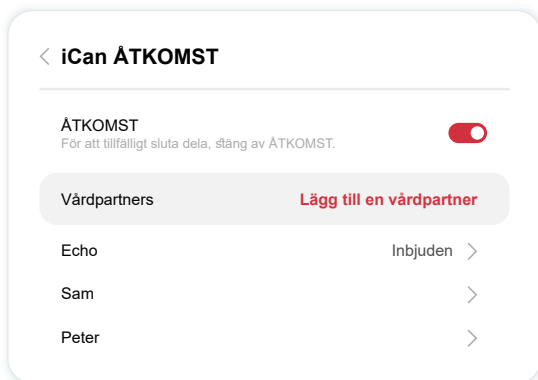 iCan ÅTKOMST
ÅTKOMST
För att tillfälligt sluta dela, stäng av ÅTKOMST.
Vårdpartners Lägg till en vårdpartner
Echo Inbjuden
Sam
Peter